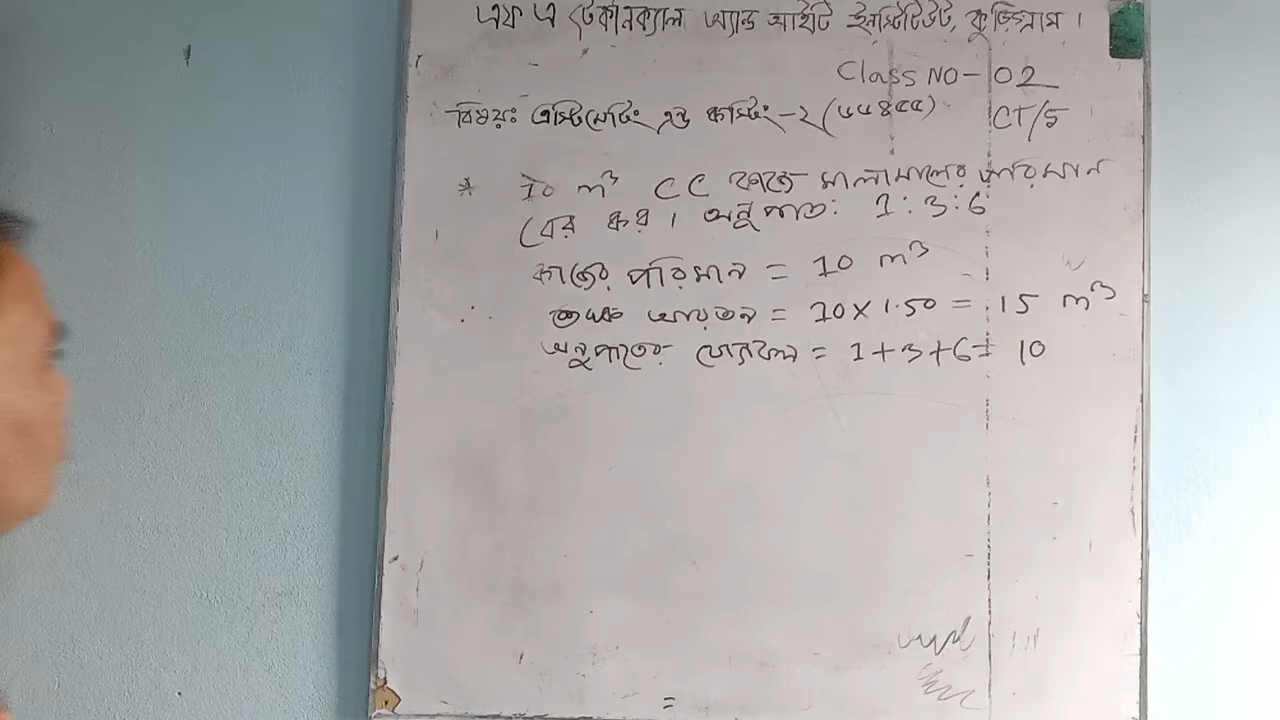 এফ এ টেকনিক্যাল অ্যান্ড আইটি ইনস্টিটিউট, কুড়িগ্রাম।
Class NO - 02
বিষয়ঃ এস্টিমেটিং এন্ড কস্টিং -২ (৬৬৪৫৫) CT/5
* 10 m³ CC কাজে মালামালের পরিমান
বের কর। অনুপাত: 1:3:6
কাজের পরিমান = 10 m³
∴ শুষ্ক আয়তন = 10 × 1.50 = 15 m³
অনুপাতের যোগফল = 1+3+6= 10
=